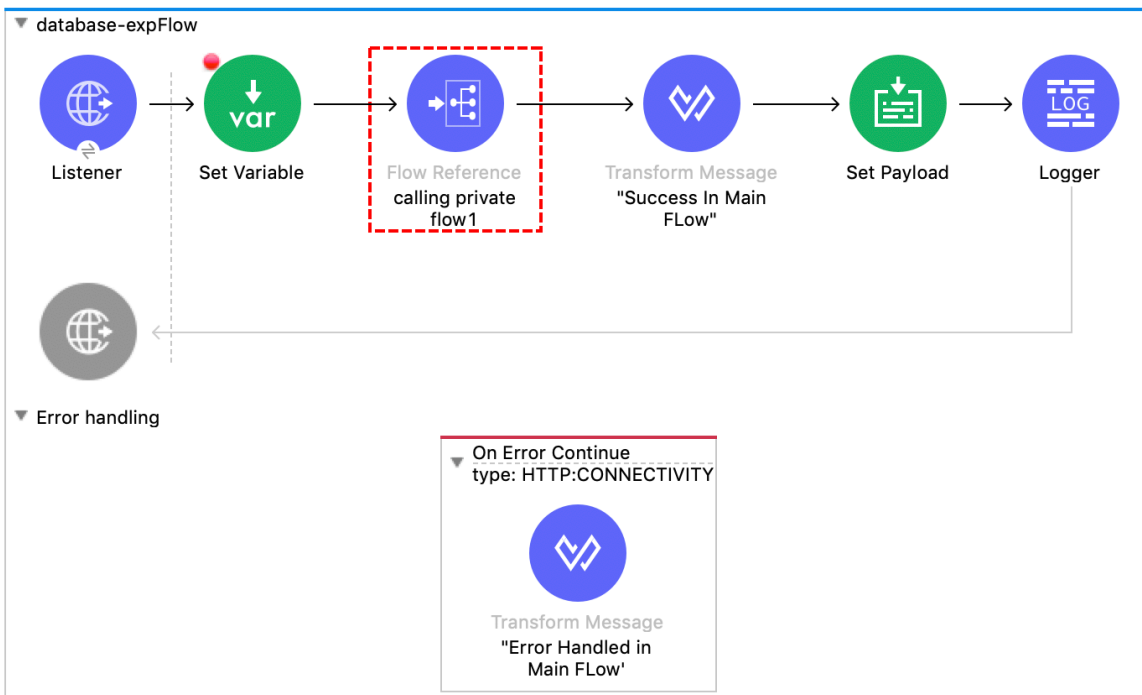 database-expFlow
var
LOG
Listener
Set Variable
Flow Reference
calling private
flow1
Transform Message
"Success In Main
FLow"
Set Payload
Logger
Error handling
On Error Continue
type: HTTP:CONNECTIVITY
Transform Message
"Error Handled in
Main FLow'